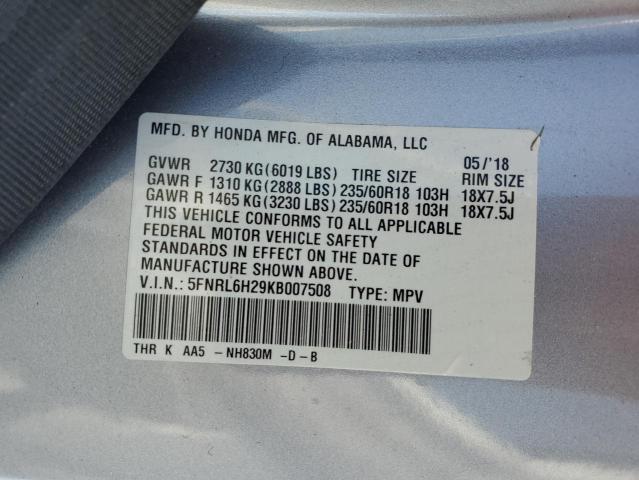 MFD. BY HONDA MFG. OF ALABAMA, LLC
05/'18
GVWR 2730 KG(6019 LBS) TIRE SIZE RIM SIZE
GAWR F 1310 KG(2888 LBS) 235/60R18 103H 18X7.5J
GAWR R 1465 KG(3230 LBS) 235/60R18 103H 18X7.5J
THIS VEHICLE CONFORMS TO ALL APPLICABLE
FEDERAL MOTOR VEHICLE SAFETY
STANDARDS IN EFFECT ON THE DATE OF
MANUFACTURE SHOWN ABOVE.
V.I.N.: 5FNRL6H29KB007508 TYPE: MPV
THR K AA5 -NH830M -D-B